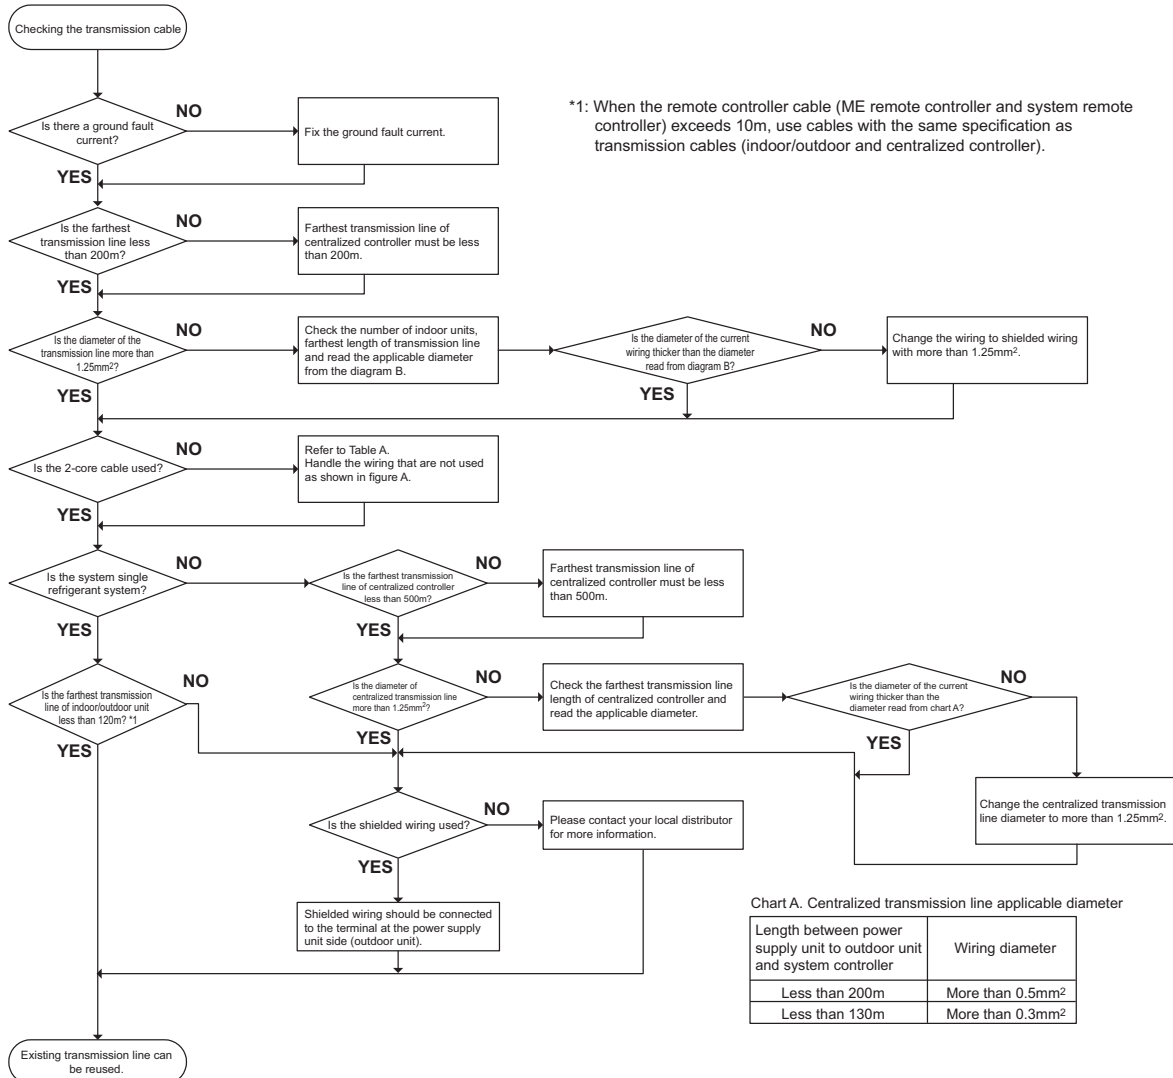 Checking the transmission cable
Is there a ground fault
current?
NO
YES
Fix the ground fault current.
*1: When the remote controller cable (ME remote controller and system remote
controller) exceeds 10m, use cables with the same specification as
transmission cables (indoor/outdoor and centralized controller).
Is the farthest
transmission line less
than 200m?
NO
YES
Farthest transmission line of
centralized controller must be less
than 200m.
Is the diameter of the
transmission line more than
1.25mm²?
NO
YES
Check the number of indoor units,
farthest length of transmission line
and read the applicable diameter
from the diagram B.
Is the diameter of the current
wiring thicker than the diameter
read from diagram B?
NO
YES
Change the wiring to shielded wiring
with more than 1.25mm².
Is the 2-core cable used?
NO
YES
Refer to Table A.
Handle the wiring that are not used
as shown in figure A.
Is the system single
refrigerant system?
NO
YES
Is the farthest transmission
line of centralized controller
less than 500m?
NO
YES
Farthest transmission line of
centralized controller must be less
than 500m.
Is the farthest transmission
line of indoor/outdoor unit
less than 120m? *1
NO
YES
Is the diameter of
centralized transmission line
more than 1.25mm²?
NO
YES
Check the farthest transmission line
length of centralized controller and
read the applicable diameter.
Is the diameter of the current
wiring thicker than the
diameter read from chart A?
NO
YES
Change the centralized transmission
line diameter to more than 1.25mm².
Is the shielded wiring used?
NO
YES
Please contact your local distributor
for more information.
Shielded wiring should be connected
to the terminal at the power supply
unit side (outdoor unit).
Chart A. Centralized transmission line applicable diameter
Length between power
supply unit to outdoor unit
and system controller
Wiring diameter
Less than 200m
More than 0.5mm²
Less than 130m
More than 0.3mm²
Existing transmission line can
be reused.